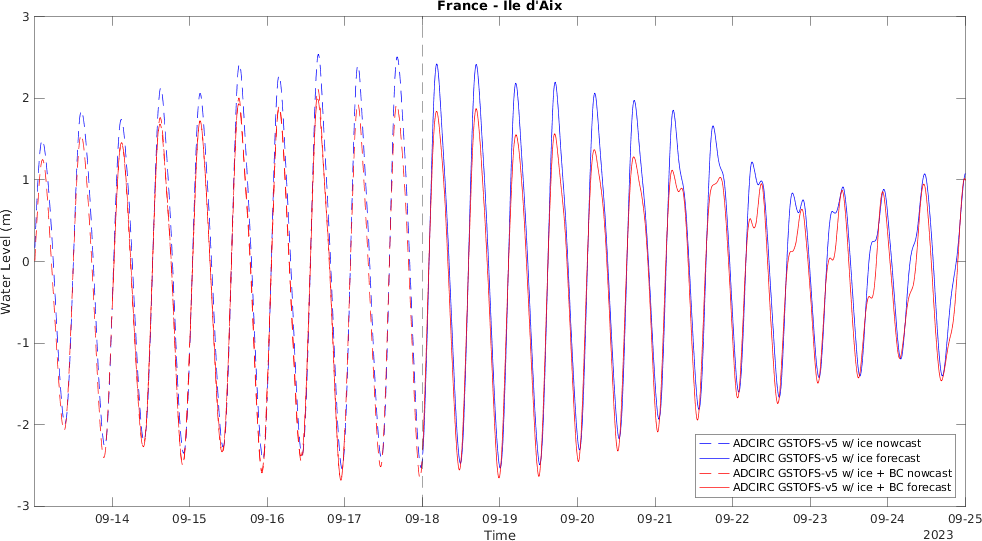 France - Ile d'Aix
Water Level (m)
3
2
1
0
-1
-2
-3
ADCIRC GSTOFS-v5 w/ ice nowcast
ADCIRC GSTOFS-v5 w/ ice forecast
ADCIRC GSTOFS-v5 w/ ice + BC nowcast
ADCIRC GSTOFS-v5 w/ ice + BC forecast
09-14 09-15 09-16 09-17 09-18 09-19 09-20 09-21 09-22 09-23 09-24 09-25
Time
2023